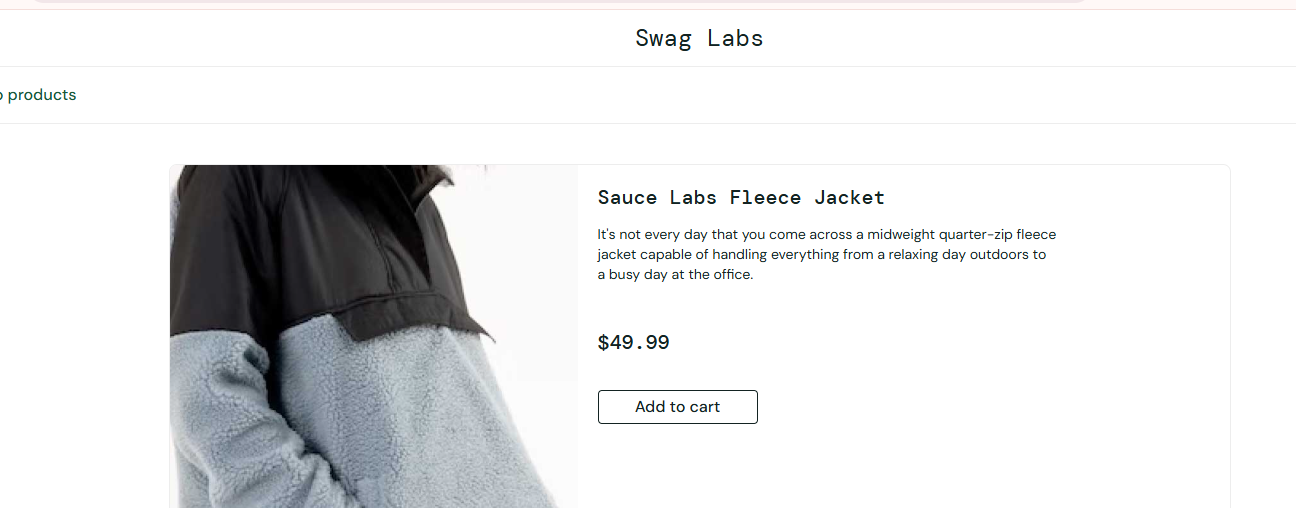 Swag Labs
products
Sauce Labs Fleece Jacket
It's not every day that you come across a midweight quarter-zip fleece
jacket capable of handling everything from a relaxing day outdoors to
a busy day at the office.
$49.99
Add to cart